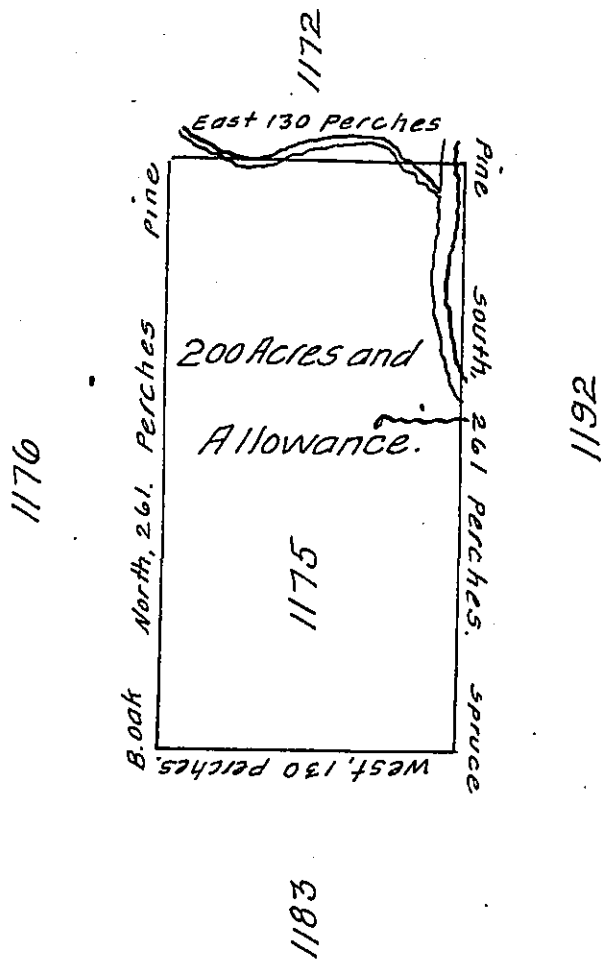 1172
East 130 Perches
Pine
Pine
North, 261. Perches
B. oak
South, 261 Perches.
Spruce
200 Acres and
Allowance.
1175
West, 130 perches.
1176
1192
1183